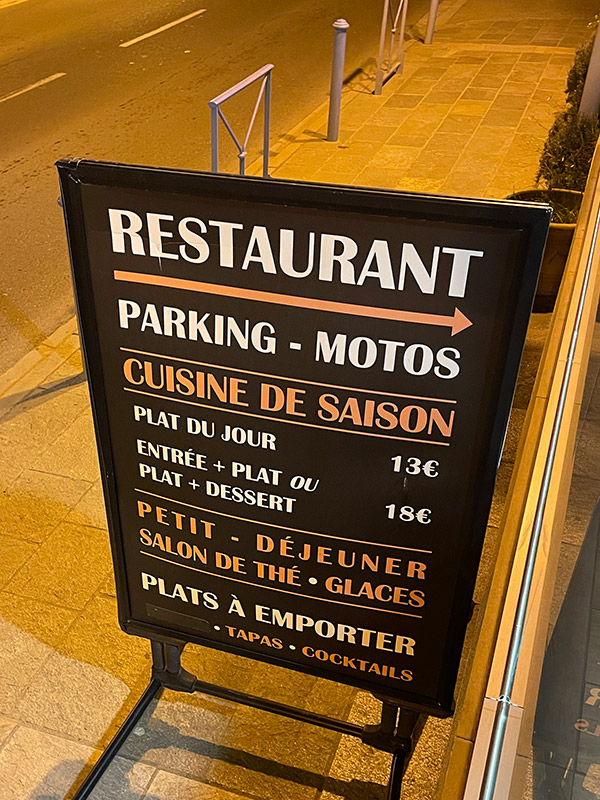 RESTAURANT
PARKING - MOTOS
CUISINE DE SAISON
PLAT DU JOUR 13€
ENTRÉE + PLAT OU
PLAT + DESSERT 18€
PETIT - DÉJEUNER
SALON DE THÉ • GLACES
PLATS À EMPORTER
• TAPAS • COCKTAILS